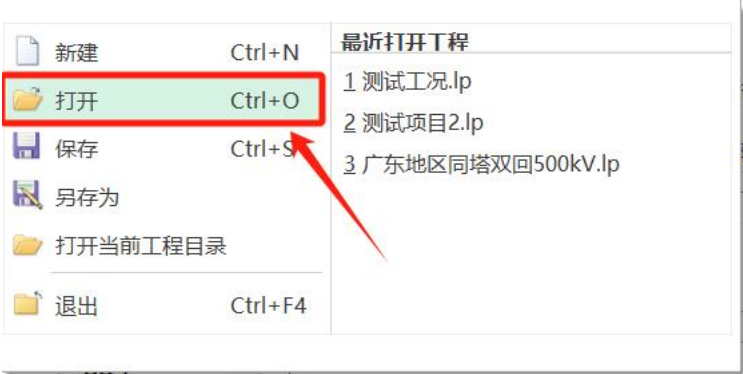 新建 Ctrl+N
打开 Ctrl+O
保存 Ctrl+S
另存为
打开当前工程目录
退出 Ctrl+F4
最近打开工程
1 测试工况.lp
2 测试项目2.lp
3 广东地区同塔双回500kV.lp